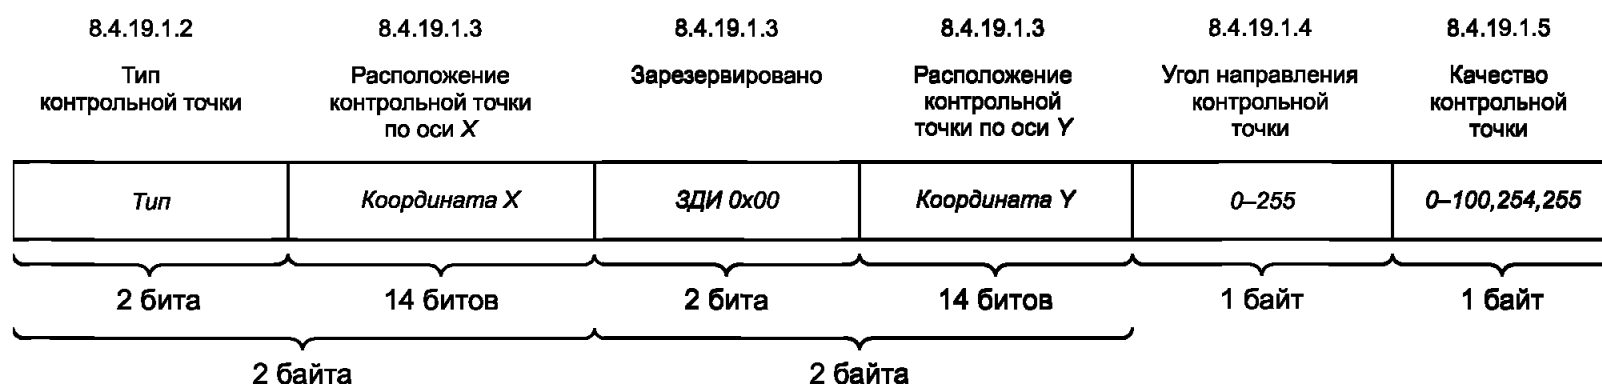 8.4.19.1.2 8.4.19.1.3 8.4.19.1.3 8.4.19.1.3 8.4.19.1.4 8.4.19.1.5
Тип Расположение Зарезервировано Расположение Угол направления Качество
контрольной точки контрольной точки контрольной контрольной контрольной
по оси X точки по оси Y точки точки
Тип Координата X ЗДИ 0x00 Координата Y 0–255 0–100,254,255
2 бита 14 битов 2 бита 14 битов 1 байт 1 байт
2 байта 2 байта